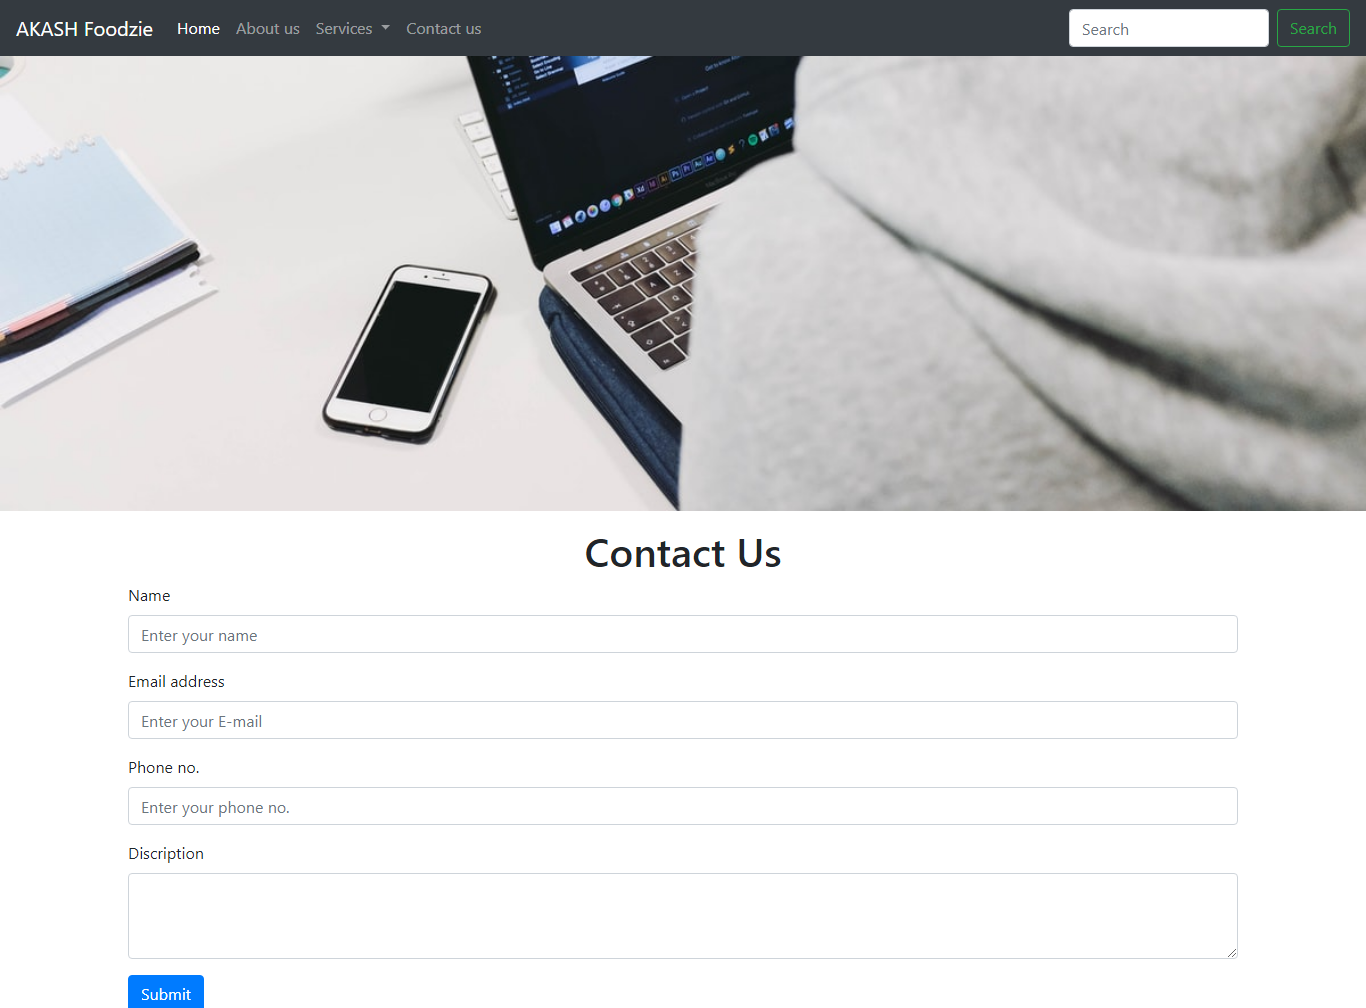 AKASH Foodzie Home About us Services Contact us Search Search
Contact Us
Name
Enter your name
Email address
Enter your E-mail
Phone no.
Enter your phone no.
Discription
Submit